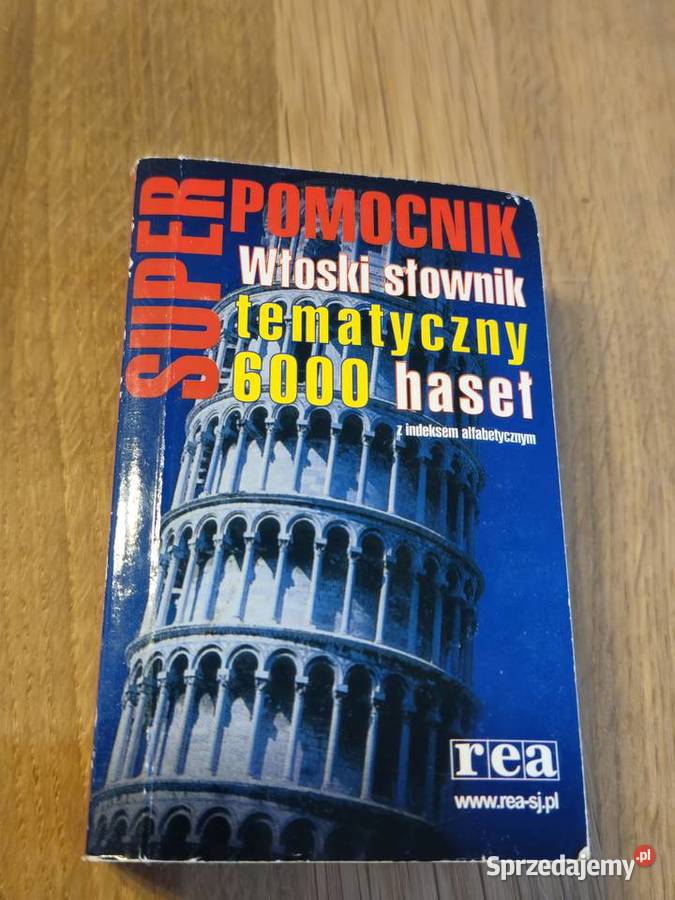 SUPER
POMOCNIK
Włoski słownik
tematyczny
6000 haseł
z indeksem alfabetycznym
rea
www.rea-sj.pl
Sprzedajemy.pl